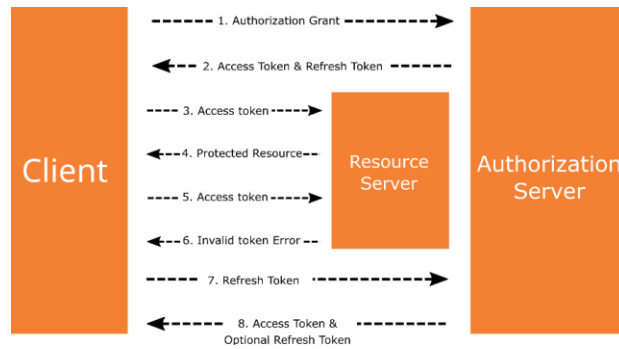 1. Authorization Grant
2. Access Token & Refresh Token
3. Access token
4. Protected Resource
Client
Resource
Server
Authorization
Server
5. Access token
6. Invalid token Error
7. Refresh Token
8. Access Token &
Optional Refresh Token